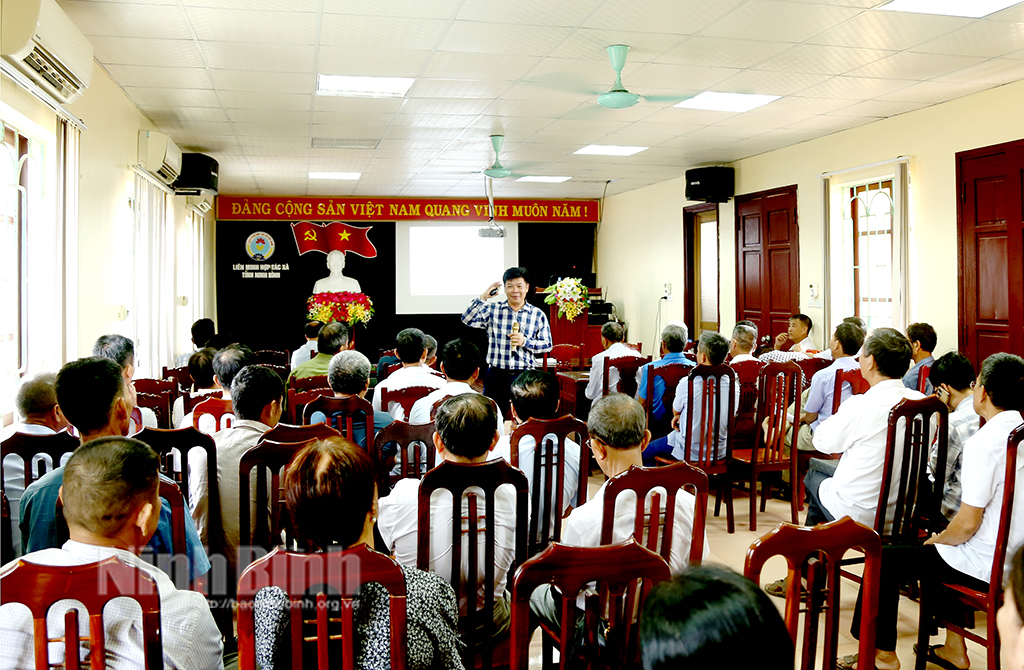 ĐẢNG CỘNG SẢN VIỆT NAM QUANG VINH MUÔN NĂM !
LIÊN MINH HỢP TÁC XÃ
TỈNH NINH BÌNH
Ninh Bình
http://baoninhbinh.org.vn